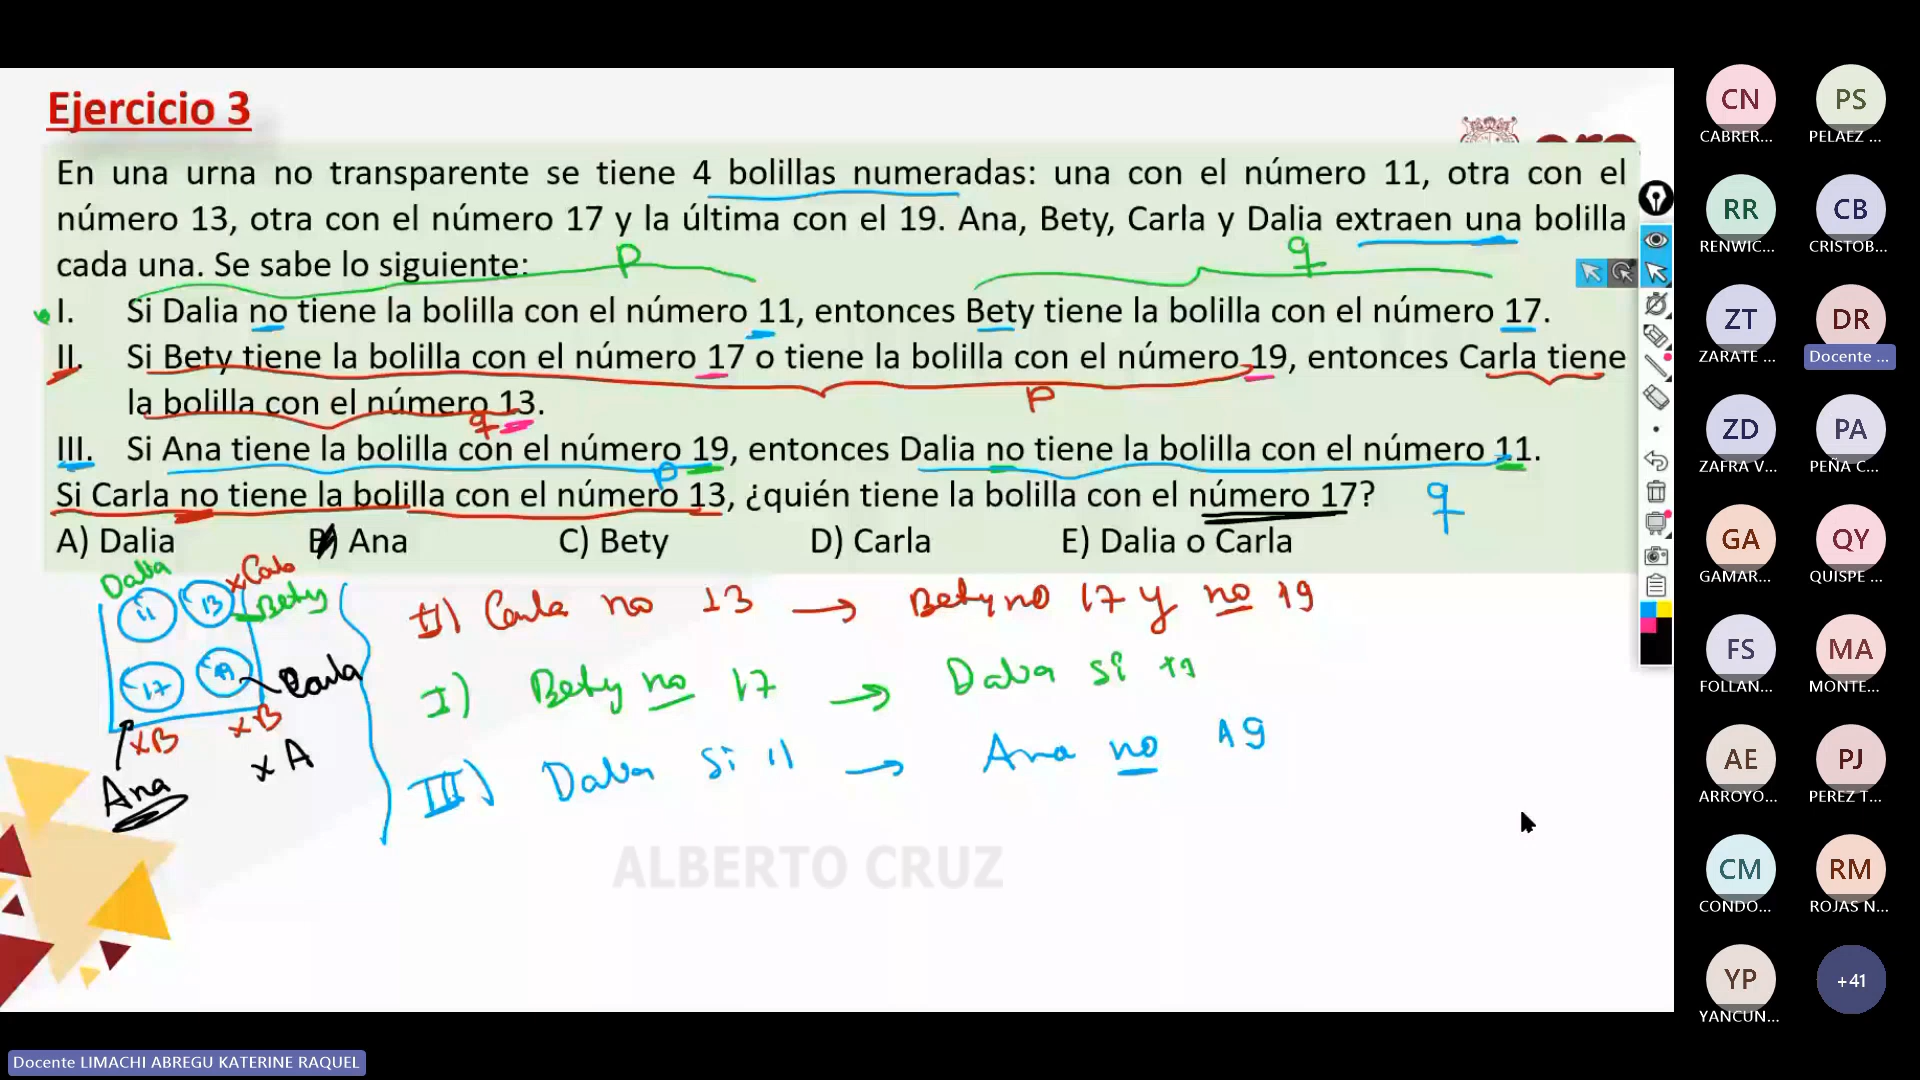 Ejercicio 3
En una urna no transparente se tiene 4 bolillas numeradas: una con el número 11, otra con el
número 13, otra con el número 17 y la última con el 19. Ana, Bety, Carla y Dalia extraen una bolilla
cada una. Se sabe lo siguiente:
p
q
I. Si Dalia no tiene la bolilla con el número 11, entonces Bety tiene la bolilla con el número 17.
II. Si Bety tiene la bolilla con el número 17 o tiene la bolilla con el número 19, entonces Carla tiene
la bolilla con el número 13.
q
p
III. Si Ana tiene la bolilla con el número 19, entonces Dalia no tiene la bolilla con el número 11.
p
q
Si Carla no tiene la bolilla con el número 13, ¿quién tiene la bolilla con el número 17?
A) Dalia B) Ana C) Bety D) Carla E) Dalia o Carla
Dalia
11 13 x Carla
Bety
17 19 Carla
xB xB
Ana x A
II) Carla no 13 → Bety no 17 y no 19
I) Bety no 17 → Dalia si 11
III) Dalia si 11 → Ana no 19
ALBERTO CRUZ
CN PS
CABRER... PELAEZ ...
RR CB
RENWIC... CRISTOB...
ZT DR
ZARATE ... Docente ...
ZD PA
ZAFRA V... PEÑA C...
GA QY
GAMAR... QUISPE ...
FS MA
FOLLAN... MONTE...
AE PJ
ARROYO... PEREZ T...
CM RM
CONDO... ROJAS N...
YP +41
YANCUN...
Docente LIMACHI ABREGU KATERINE RAQUEL